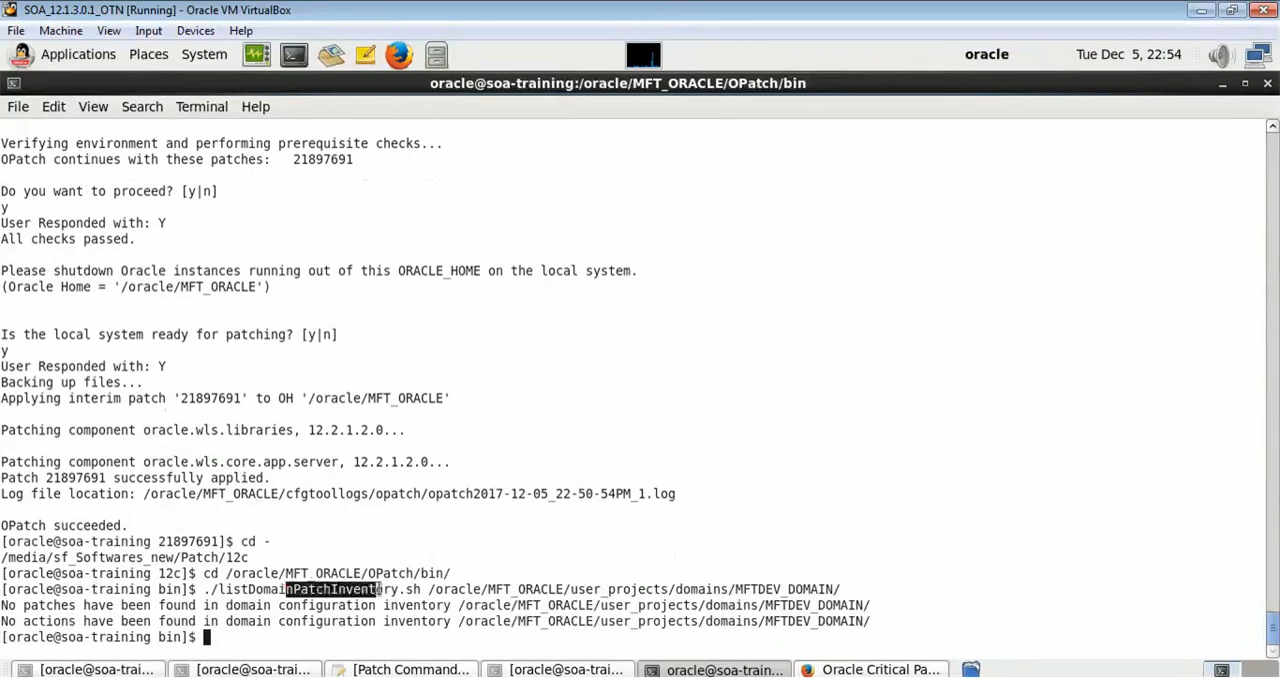 SOA_12.1.3.0.1_OTN [Running] - Oracle VM VirtualBox
File Machine View Input Devices Help
Applications Places System oracle Tue Dec 5, 22:54
oracle@soa-training:/oracle/MFT_ORACLE/OPatch/bin
File Edit View Search Terminal Help
Verifying environment and performing prerequisite checks...
OPatch continues with these patches: 21897691
Do you want to proceed? [y|n]
y
User Responded with: Y
All checks passed.
Please shutdown Oracle instances running out of this ORACLE_HOME on the local system.
(Oracle Home = '/oracle/MFT_ORACLE')
Is the local system ready for patching? [y|n]
y
User Responded with: Y
Backing up files...
Applying interim patch '21897691' to OH '/oracle/MFT_ORACLE'
Patching component oracle.wls.libraries, 12.2.1.2.0...
Patching component oracle.wls.core.app.server, 12.2.1.2.0...
Patch 21897691 successfully applied.
Log file location: /oracle/MFT_ORACLE/cfgtoollogs/opatch/opatch2017-12-05_22-50-54PM_1.log
OPatch succeeded.
[oracle@soa-training 21897691]$ cd -
/media/sf_Softwares_new/Patch/12c
[oracle@soa-training 12c]$ cd /oracle/MFT_ORACLE/OPatch/bin/
[oracle@soa-training bin]$ ./listDomainPatchInventory.sh /oracle/MFT_ORACLE/user_projects/domains/MFTDEV_DOMAIN/
No patches have been found in domain configuration inventory /oracle/MFT_ORACLE/user_projects/domains/MFTDEV_DOMAIN/
No actions have been found in domain configuration inventory /oracle/MFT_ORACLE/user_projects/domains/MFTDEV_DOMAIN/
[oracle@soa-training bin]$
[oracle@soa-trai... [oracle@soa-trai... [Patch Command... [oracle@soa-trai... oracle@soa-train... Oracle Critical Pa...